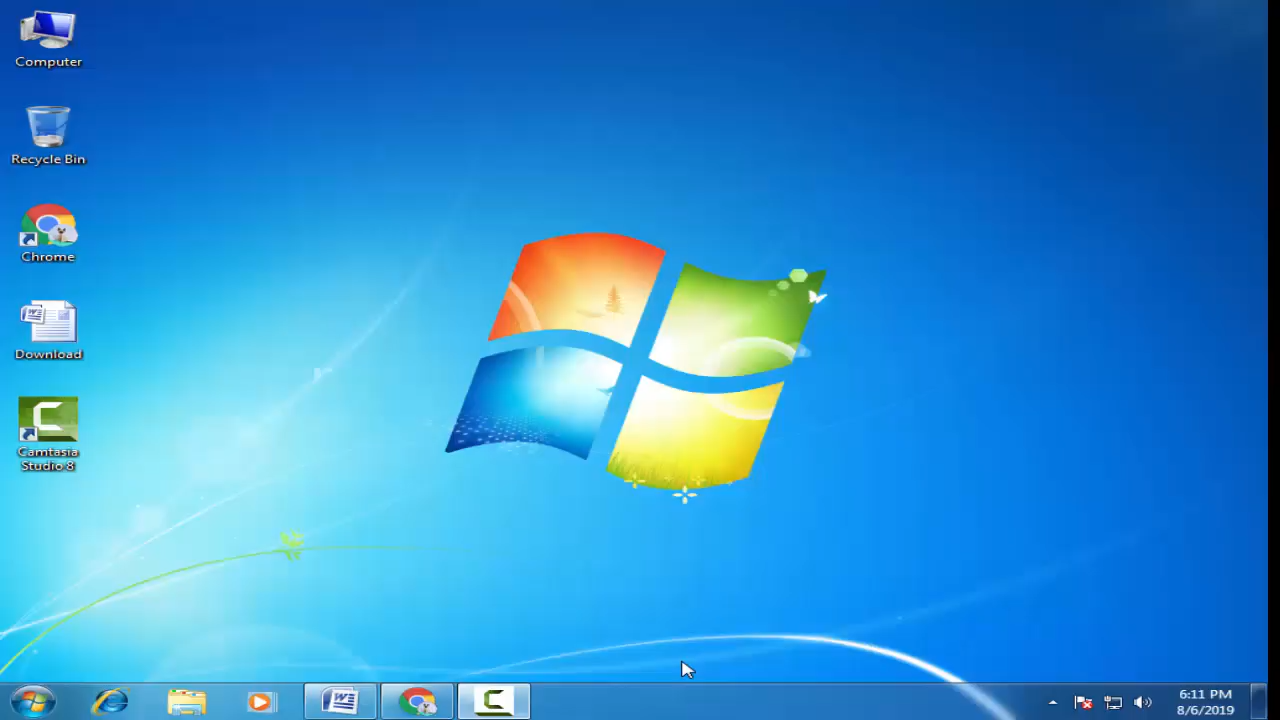 Computer
Recycle Bin
Chrome
Download
Camtasia
Studio 8
6:11 PM
8/6/2019